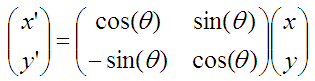 (x' y') = (cos(θ) sin(θ) -sin(θ) cos(θ)) (x y)